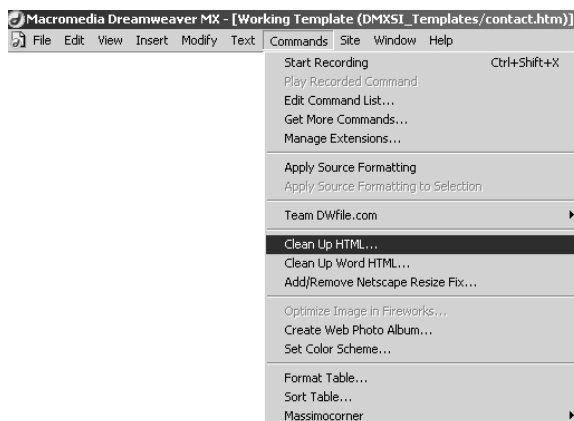 Macromedia Dreamweaver MX - [Working Template (DMXSI_Templates/contact.htm)]
File Edit View Insert Modify Text Commands Site Window Help
Start Recording Ctrl+Shift+X
Play Recorded Command
Edit Command List...
Get More Commands...
Manage Extensions...
Apply Source Formatting
Apply Source Formatting to Selection
Team DWfile.com
Clean Up HTML...
Clean Up Word HTML...
Add/Remove Netscape Resize Fix...
Optimize Image in Fireworks...
Create Web Photo Album...
Set Color Scheme...
Format Table...
Sort Table...
Massimocorner